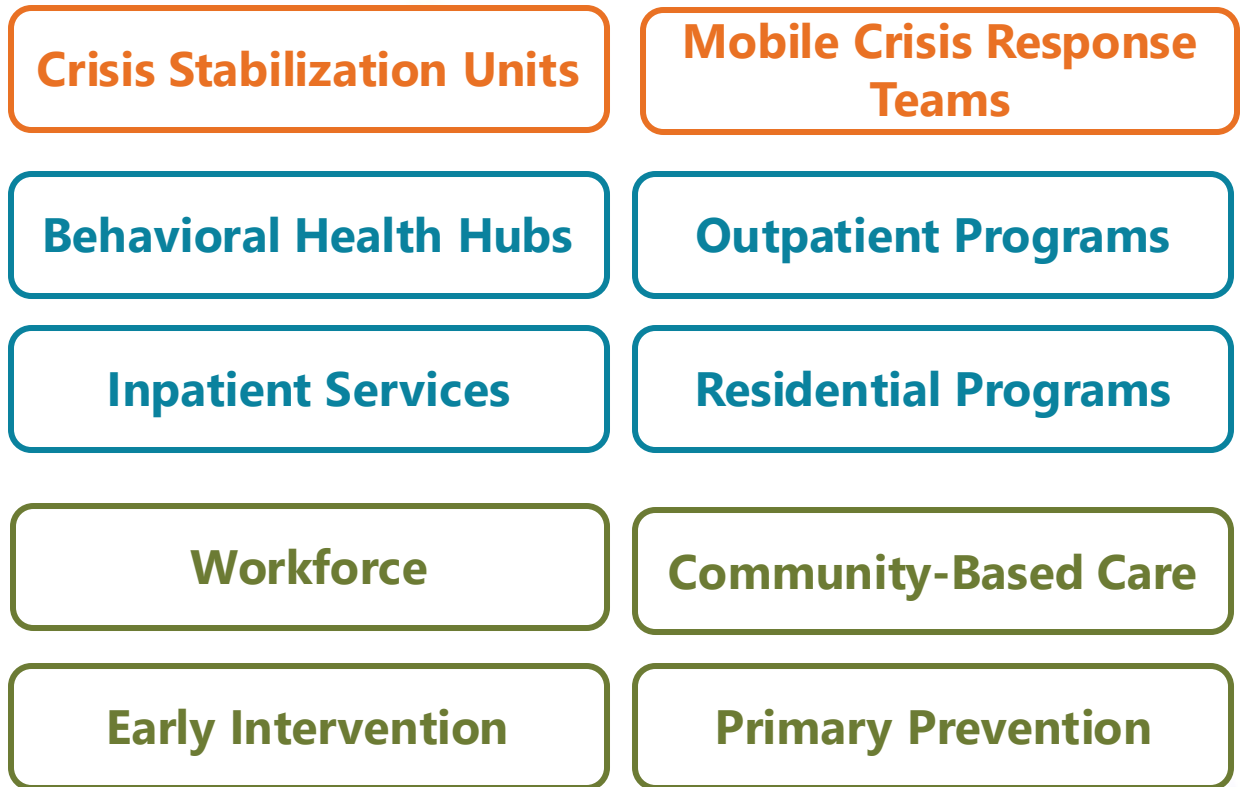 Crisis Stabilization Units
Mobile Crisis Response
Teams
Behavioral Health Hubs
Outpatient Programs
Inpatient Services
Residential Programs
Workforce
Community-Based Care
Early Intervention
Primary Prevention